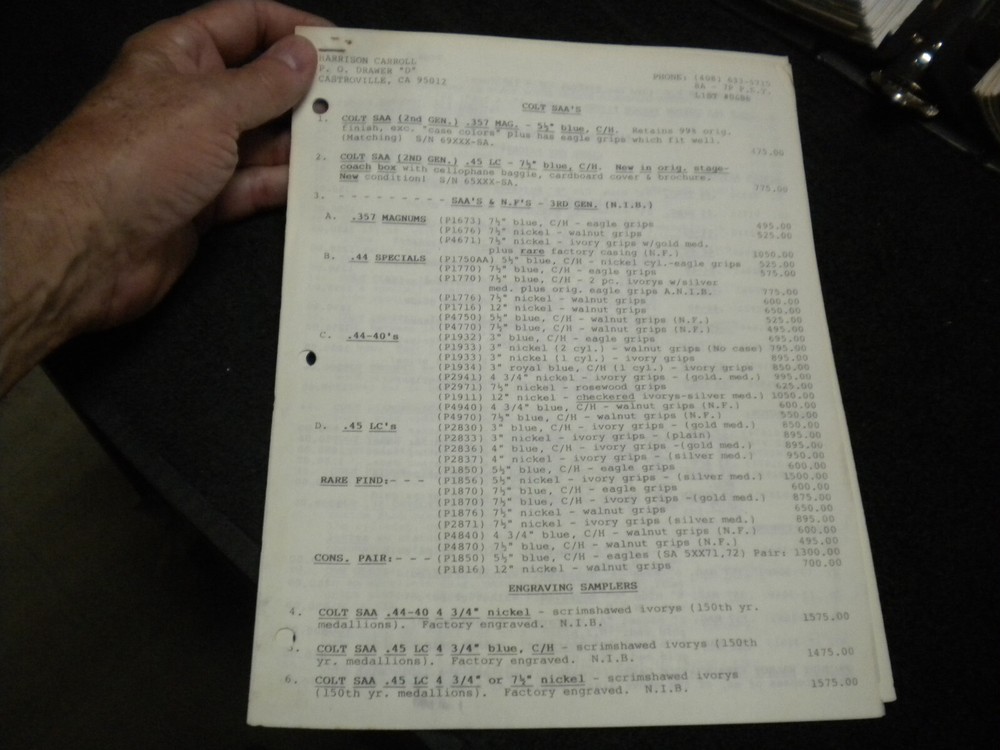 HARRISON CARROLL
P. O. DRAWER "D"
CASTROVILLE, CA 95012
PHONE: (408)
8A - 7P P.S.T.
LIST #8686
COLT SAA'S
1. COLT SAA (2nd GEN.) .357 MAG. - 5½" blue, C/H. Retains 99% orig.
finish, exc. "case colors" plus has eagle grips which fit well.
(Matching) S/N 69XXX-SA. 675.00
2. COLT SAA (2ND GEN.) .45 LC - 7½" blue, C/H. New in orig. stage-
coach box with cellophane baggie, cardboard cover & brochure.
New condition! S/N 65XXX-SA. 775.00
3. - - - - - - - - - SAA'S & N.F'S - 3RD GEN. (N.I.B.)
A. .357 MAGNUMS (P1673) 7½" blue, C/H - eagle grips 495.00
(P1676) 7½" nickel - walnut grips 525.00
(P4671) 7½" nickel - ivory grips w/gold med.
plus rare factory casing (N.F.) 1050.00
B. .44 SPECIALS (P1750AA) 5½" blue, C/H - nickel cyl.-eagle grips 525.00
(P1770) 7½" blue, C/H - eagle grips 575.00
(P1770) 7½" blue, C/H - 2 pc. ivorys w/silver
med. plus orig. eagle grips A.N.I.B. 775.00
(P1776) 7½" nickel - walnut grips 600.00
(P1716) 12" nickel - walnut grips 650.00
(P4750) 5½" blue, C/H - walnut grips (N.F.) 525.00
(P4770) 7½" blue, C/H - walnut grips (N.F.) 495.00
C. .44-40's (P1932) 3" blue, C/H - eagle grips 695.00
(P1933) 3" nickel (2 cyl.) - walnut grips (No case) 795.00
(P1933) 3" nickel (1 cyl.) - ivory grips 895.00
(P1934) 3" royal blue, C/H (1 cyl.) - ivory grips 850.00
(P2941) 4 3/4" nickel - ivory grips - (gold. med.) 995.00
(P2971) 7½" nickel - rosewood grips 625.00
(P1911) 12" nickel - checkered ivorys-silver med.) 1050.00
(P4940) 4 3/4" blue, C/H - walnut grips (N.F.) 600.00
(P4970) 7½" blue, C/H - walnut grips (N.F.) 550.00
D. .45 LC's (P2830) 3" blue, C/H - ivory grips - (gold med.) 850.00
(P2833) 3" nickel - ivory grips - (plain) 895.00
(P2836) 4" blue, C/H - ivory grips -(gold med.) 895.00
(P2837) 4" nickel - ivory grips - (silver med.) 950.00
(P1850) 5½" blue, C/H - eagle grips 600.00
RARE FIND:- - - (P1856) 5½" nickel - ivory grips - (silver med.) 1500.00
(P1870) 7½" blue, C/H - eagle grips 600.00
(P1870) 7½" blue, C/H - ivory grips -(gold med.) 875.00
(P1876) 7½" nickel - walnut grips 650.00
(P2871) 7½" nickel - ivory grips (silver med.) 895.00
(P4840) 4 3/4" blue, C/H - walnut grips (N.F.) 600.00
(P4870) 7½" blue, C/H - walnut grips (N.F.) 495.00
CONS. PAIR:- - - (P1850) 5½" blue, C/H - eagles (SA 5XX71,72) Pair: 1300.00
(P1816) 12" nickel - walnut grips 700.00
ENGRAVING SAMPLERS
4. COLT SAA .44-40 4 3/4" nickel - scrimshawed ivorys (150th yr.
medallions). Factory engraved. N.I.B. 1575.00
5. COLT SAA .45 LC 4 3/4" blue, C/H - scrimshawed ivorys (150th
yr. medallions). Factory engraved. N.I.B. 1475.00
6. COLT SAA .45 LC 4 3/4" or 7½" nickel - scrimshawed ivorys
(150th yr. medallions). Factory engraved. N.I.B. 1575.00